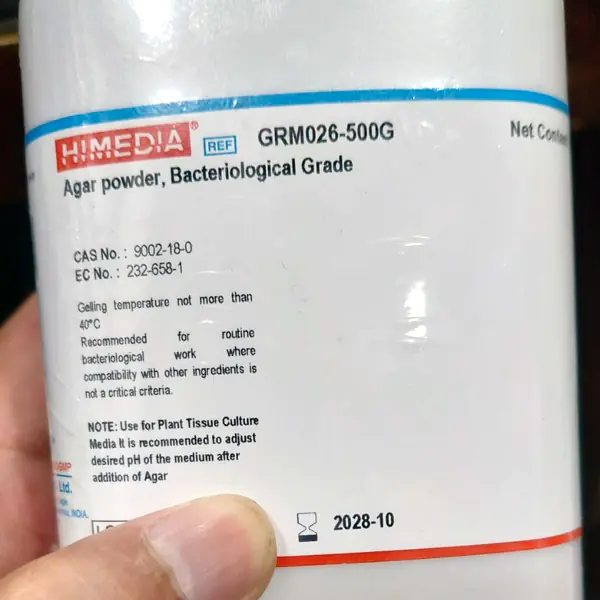 HIMEDIA® REF GRM026-500G Net
Agar powder, Bacteriological Grade
CAS No. : 9002-18-0
EC No. : 232-658-1
Gelling temperature not more than
40°C
Recommended for routine
bacteriological work where
compatibility with other ingredients is
not a critical criteria.
NOTE: Use for Plant Tissue Culture
Media It is recommended to adjust
desired pH of the medium after
addition of Agar
Ltd.
INDIA.
2028-10